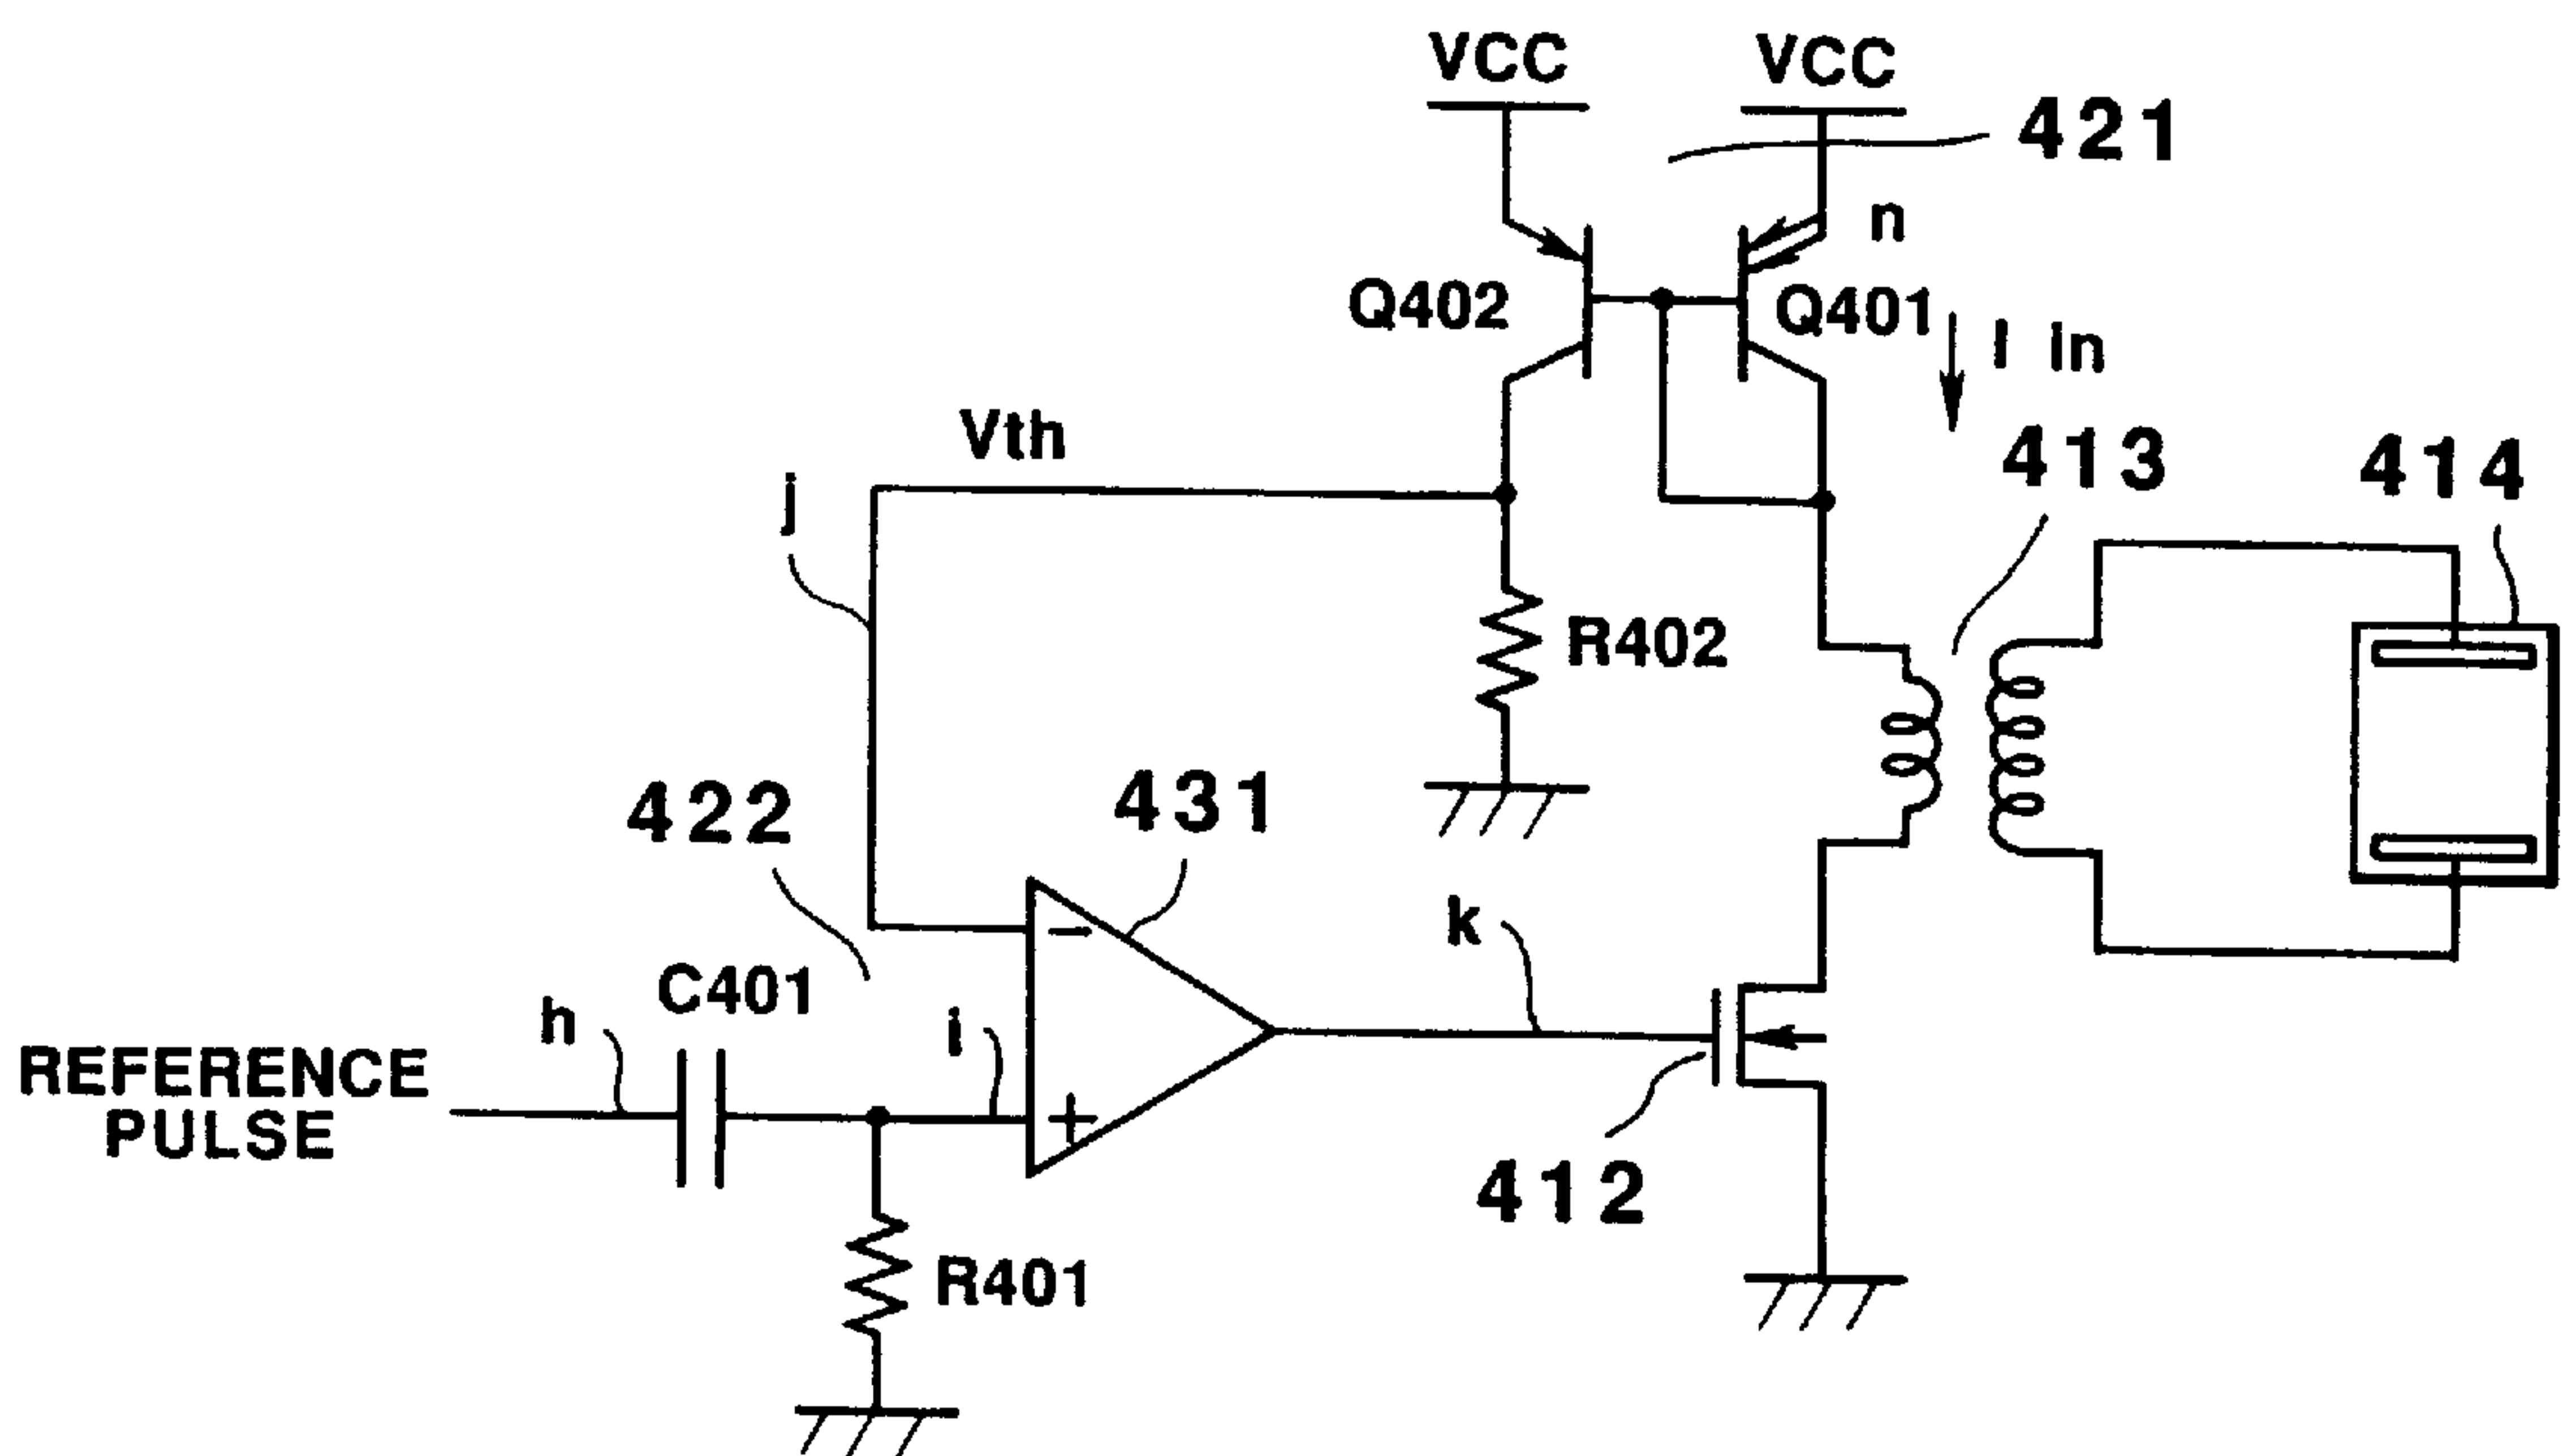 VCC
VCC
421
n
Q402
Q401
I in
Vth
413
414
j
R402
422
431
k
C401
h
i
−
REFERENCE
PULSE
+
412
R401